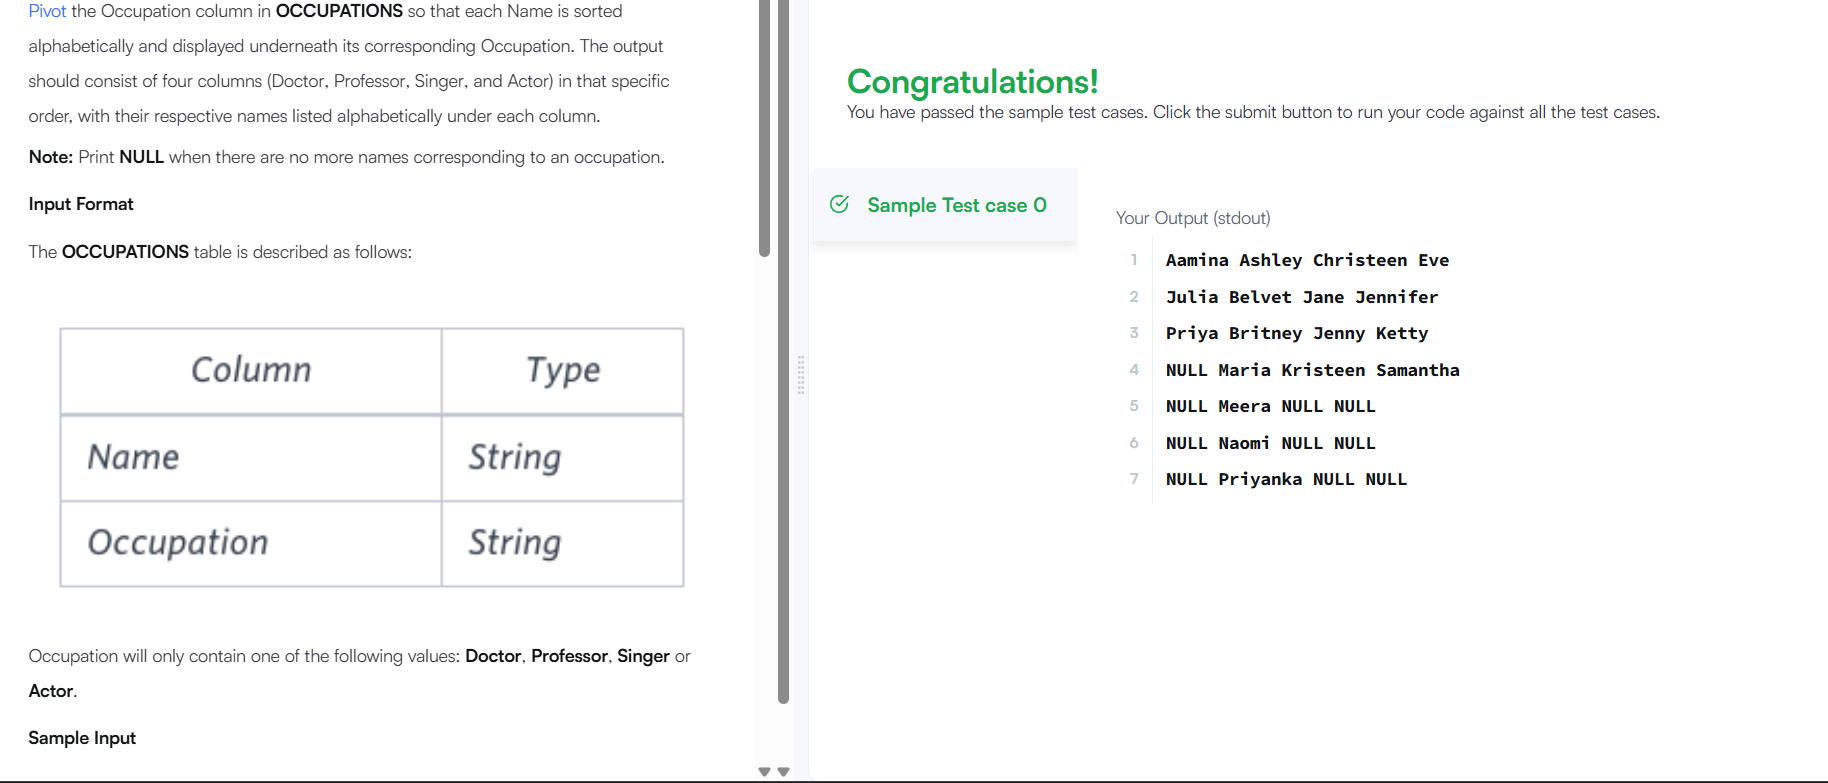 Pivot the Occupation column in OCCUPATIONS so that each Name is sorted
alphabetically and displayed underneath its corresponding Occupation. The output
should consist of four columns (Doctor, Professor, Singer, and Actor) in that specific
order, with their respective names listed alphabetically under each column.
Note: Print NULL when there are no more names corresponding to an occupation.
Input Format
The OCCUPATIONS table is described as follows:
Column Type
Name String
Occupation String
Occupation will only contain one of the following values: Doctor, Professor, Singer or
Actor.
Sample Input
Congratulations!
You have passed the sample test cases. Click the submit button to run your code against all the test cases.
Sample Test case 0
Your Output (stdout)
1 Aamina Ashley Christeen Eve
2 Julia Belvet Jane Jennifer
3 Priya Britney Jenny Ketty
4 NULL Maria Kristeen Samantha
5 NULL Meera NULL NULL
6 NULL Naomi NULL NULL
7 NULL Priyanka NULL NULL